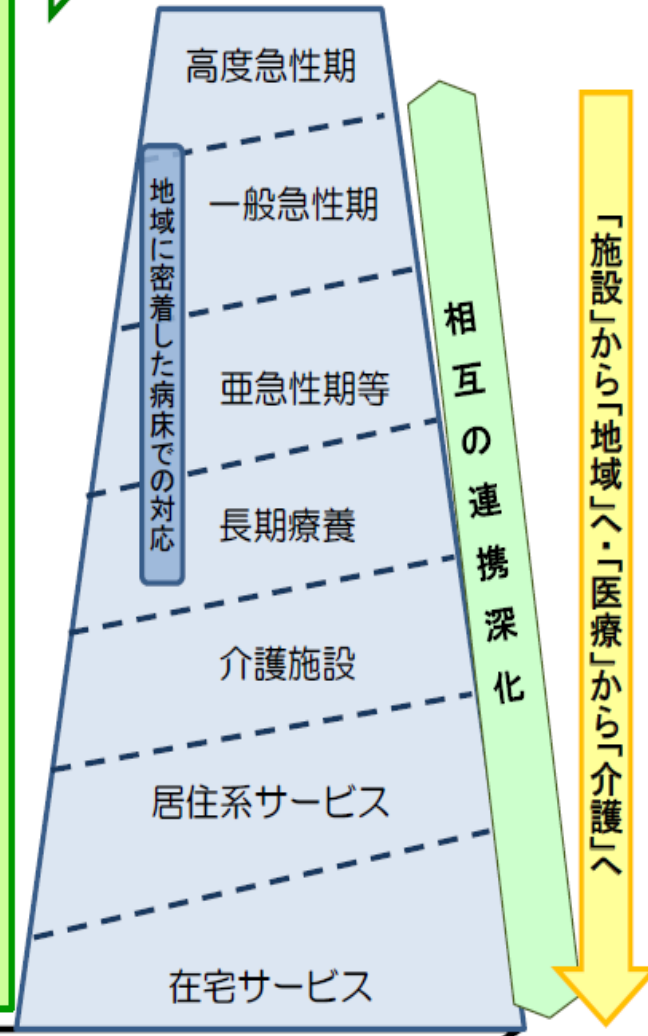 高度急性期
一般急性期
亜急性期等
長期療養
介護施設
居住系サービス
在宅サービス
地域に密着した病床での対応
相互の連携深化
「施設」から「地域」へ・「医療」から「介護」へ